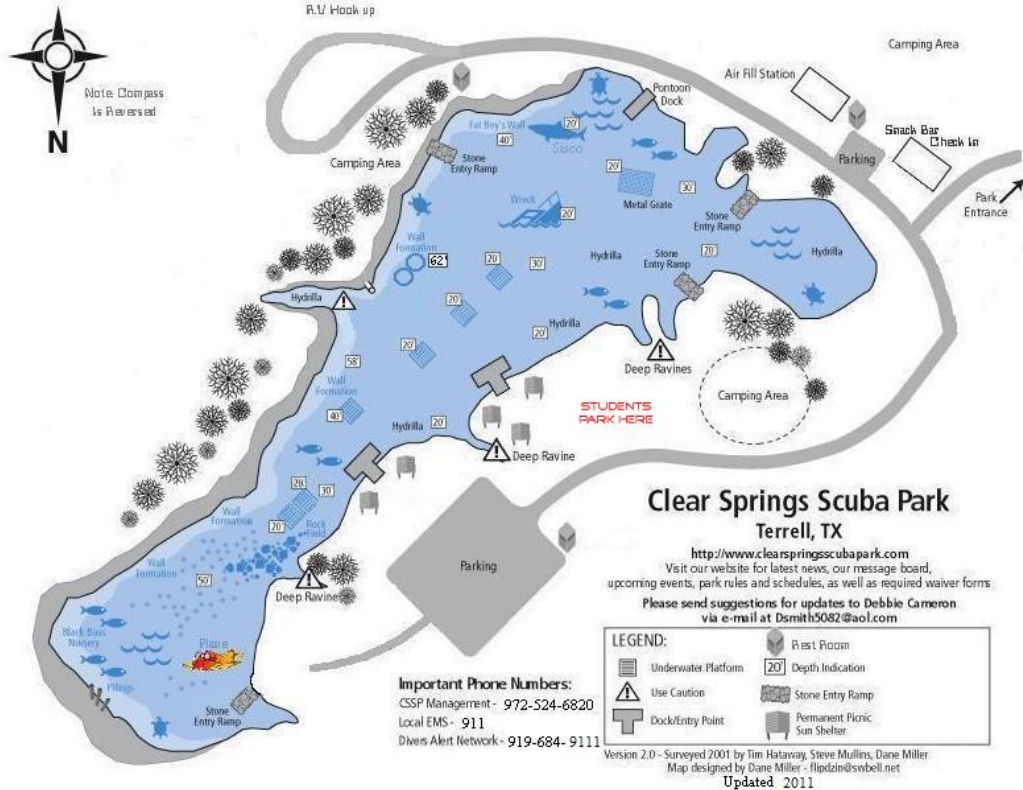 R.V Hook up
Camping Area
Note Compass
Is Reversed
N
Air Fill Station
Pontoon
Dock
Snack Bar
Check In
Parking
Park
Entrance
Fat Boy's Wall
40'
20'
Camping Area
Stone
Entry Ramp
20'
Metal Grate
30'
Wreck
20'
Stone
Entry Ramp
Wall
Formation
62'
20'
30'
Hydrilla
Stone
Entry Ramp
20'
Hydrilla
Hydrilla
20'
20'
Hydrilla
20'
58'
Deep Ravines
Wall
Formation
40'
Hydrilla
20'
STUDENTS
PARK HERE
Camping Area
Deep Ravine
28'
30'
Wall
Formation
20'
Rock
Field
Wall
Formation
50'
Deep Ravine
Parking
Black Bass
Nursery
Plane
Pilings
Stone
Entry Ramp
Clear Springs Scuba Park
Terrell, TX
http://www.clearspringsscubapark.com
Visit our website for latest news, our message board,
upcoming events, park rules and schedules, as well as required waiver forms
Please send suggestions for updates to Debbie Cameron
via e-mail at Dsmith5082@aol.com
Important Phone Numbers:
CSSP Management - 972-524-6820
Local EMS - 911
Divers Alert Network - 919-684-9111
LEGEND:
Rest Room
Underwater Platform
20' Depth Indication
Use Caution
Stone Entry Ramp
Dock/Entry Point
Permanent Picnic
Sun Shelter
Version 2.0 - Surveyed 2001 by Tim Hataway, Steve Mullins, Dane Miller
Map designed by Dane Miller - flipdzin@swbell.net
Updated 2011